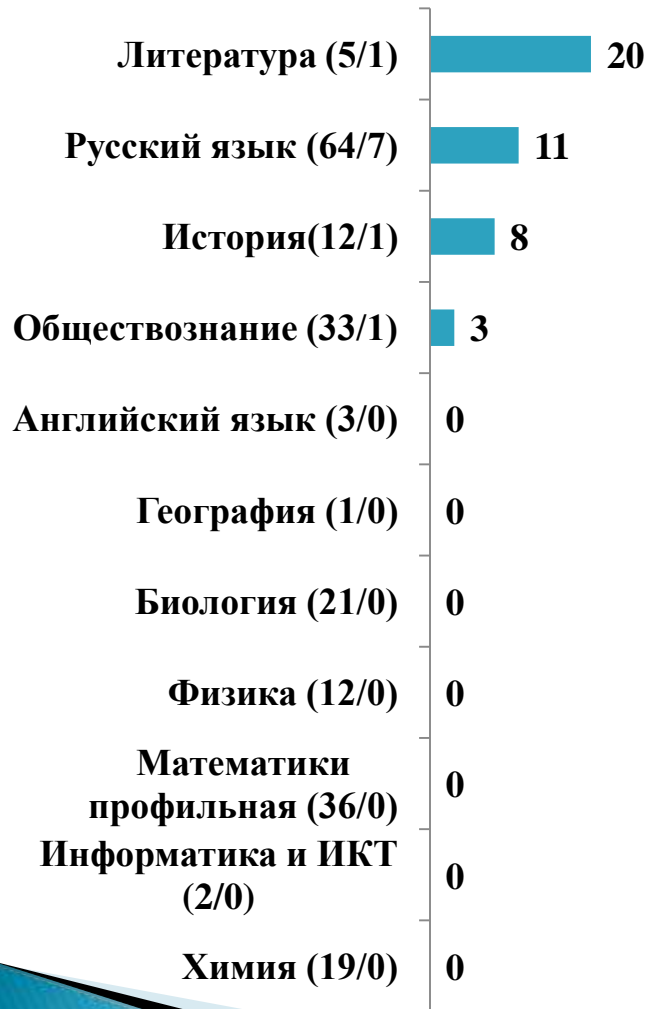 Литература (5/1) 20
Русский язык (64/7) 11
История(12/1) 8
Обществознание (33/1) 3
Английский язык (3/0) 0
География (1/0) 0
Биология (21/0) 0
Физика (12/0) 0
Математики
профильная (36/0) 0
Информатика и ИКТ
(2/0) 0
Химия (19/0) 0